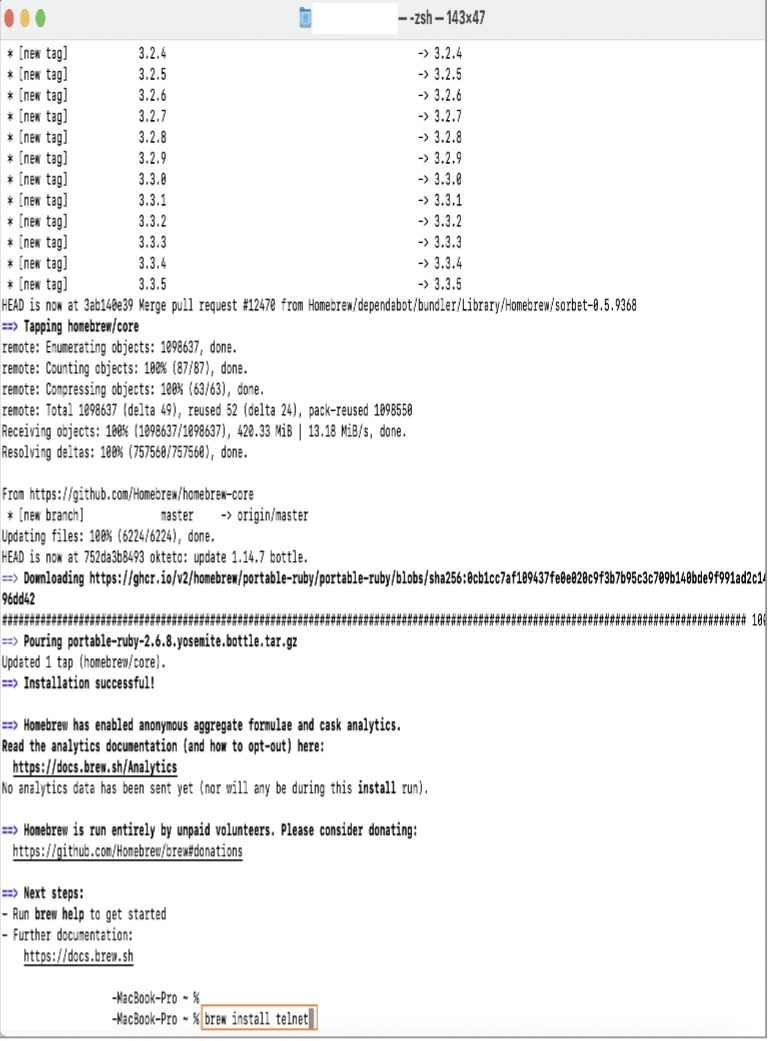 — -zsh — 143×47
* [new tag] 3.2.4 -> 3.2.4
* [new tag] 3.2.5 -> 3.2.5
* [new tag] 3.2.6 -> 3.2.6
* [new tag] 3.2.7 -> 3.2.7
* [new tag] 3.2.8 -> 3.2.8
* [new tag] 3.2.9 -> 3.2.9
* [new tag] 3.3.0 -> 3.3.0
* [new tag] 3.3.1 -> 3.3.1
* [new tag] 3.3.2 -> 3.3.2
* [new tag] 3.3.3 -> 3.3.3
* [new tag] 3.3.4 -> 3.3.4
* [new tag] 3.3.5 -> 3.3.5
HEAD is now at 3ab140e39 Merge pull request #12470 from Homebrew/dependabot/bundler/Library/Homebrew/sorbet-0.5.9368
==> Tapping homebrew/core
remote: Enumerating objects: 1098637, done.
remote: Counting objects: 100% (87/87), done.
remote: Compressing objects: 100% (63/63), done.
remote: Total 1098637 (delta 49), reused 52 (delta 24), pack-reused 1098550
Receiving objects: 100% (1098637/1098637), 420.33 MiB | 13.18 MiB/s, done.
Resolving deltas: 100% (757560/757560), done.
From https://github.com/Homebrew/homebrew-core
* [new branch] master -> origin/master
Updating files: 100% (6224/6224), done.
HEAD is now at 752da3b8493 okteto: update 1.14.7 bottle.
==> Downloading https://ghcr.io/v2/homebrew/portable-ruby/portable-ruby/blobs/sha256:0cb1cc7af109437fe0e020c9f3b7b95c3c709b140bde9f991ad2c14
96dd42
######################################################################################################################################## 100
==> Pouring portable-ruby-2.6.8.yosemite.bottle.tar.gz
Updated 1 tap (homebrew/core).
==> Installation successful!
==> Homebrew has enabled anonymous aggregate formulae and cask analytics.
Read the analytics documentation (and how to opt-out) here:
https://docs.brew.sh/Analytics
No analytics data has been sent yet (nor will any be during this install run).
==> Homebrew is run entirely by unpaid volunteers. Please consider donating:
https://github.com/Homebrew/brew#donations
==> Next steps:
- Run brew help to get started
- Further documentation:
https://docs.brew.sh
-MacBook-Pro ~ %
-MacBook-Pro ~ % brew install telnet